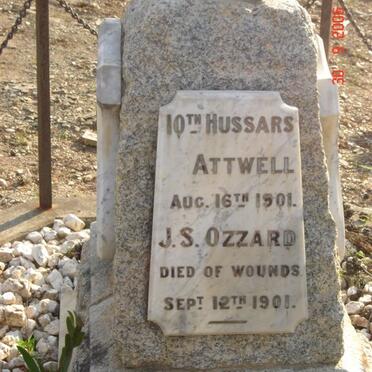 10TH HUSSARS
ATTWELL
AUG. 16TH 1901.
J.S. OZZARD
DIED OF WOUNDS
SEPT 12TH 1901.